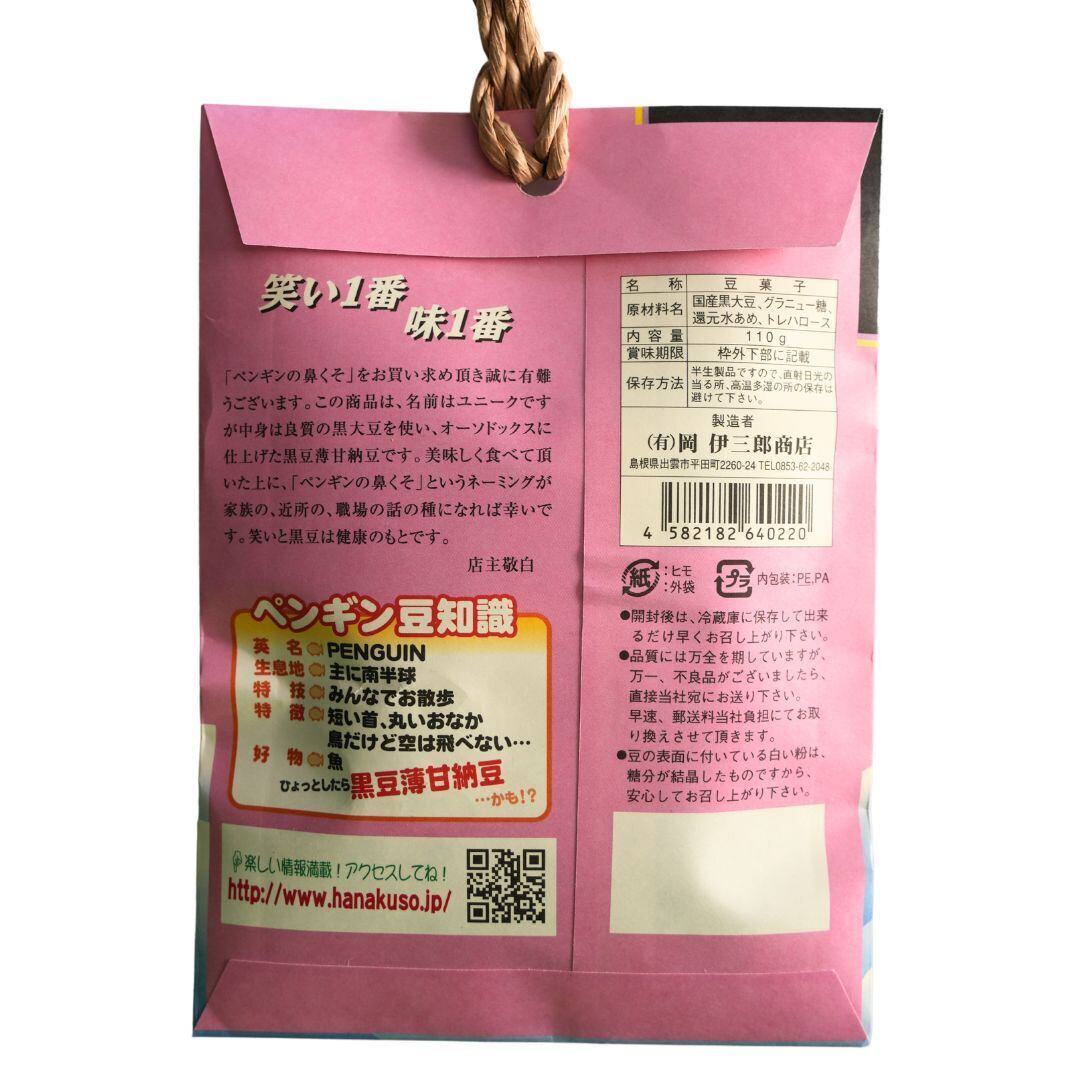 笑い1番
味1番
「ペンギンの鼻くそ」をお買い求め頂き誠に有難
うございます。この商品は、名前はユニークです
が中身は良質の黒大豆を使い、オーソドックスに
仕上げた黒豆薄甘納豆です。美味しく食べて頂
いた上に、「ペンギンの鼻くそ」というネーミングが
家族の、近所の、職場の話の種になれば幸いで
す。笑いと黒豆は健康のもとです。
店主敬白
ペンギン豆知識
英名 PENGUIN
生息地 主に南半球
特技 みんなでお散歩
特徴 短い首、丸いおなか
鳥だけど空は飛べない…
好物 魚
ひょっとしたら黒豆薄甘納豆
…かも!?
楽しい情報満載!アクセスしてね!
http://www.hanakuso.jp/
名称 豆菓子
原材料名 国産黒大豆、グラニュー糖、
還元水あめ、トレハロース
内容量 110g
賞味期限 枠外下部に記載
保存方法 半生製品ですので、直射日光の
当る所、高温多湿の所の保存は
避けて下さい。
製造者
(有)岡 伊三郎商店
島根県出雲市平田町2260-24 TEL0853-62-2048
4 582182 640220
紙 :ヒモ
:外袋
プラ 内包装:PE,PA
●開封後は、冷蔵庫に保存して出来
るだけ早くお召し上がり下さい。
●品質には万全を期していますが、
万一、不良品がございましたら、
直接当社宛にお送り下さい。
早速、郵送料当社負担にてお取
り換えさせて頂きます。
●豆の表面に付いている白い粉は、
糖分が結晶したものですから、
安心してお召し上がり下さい。